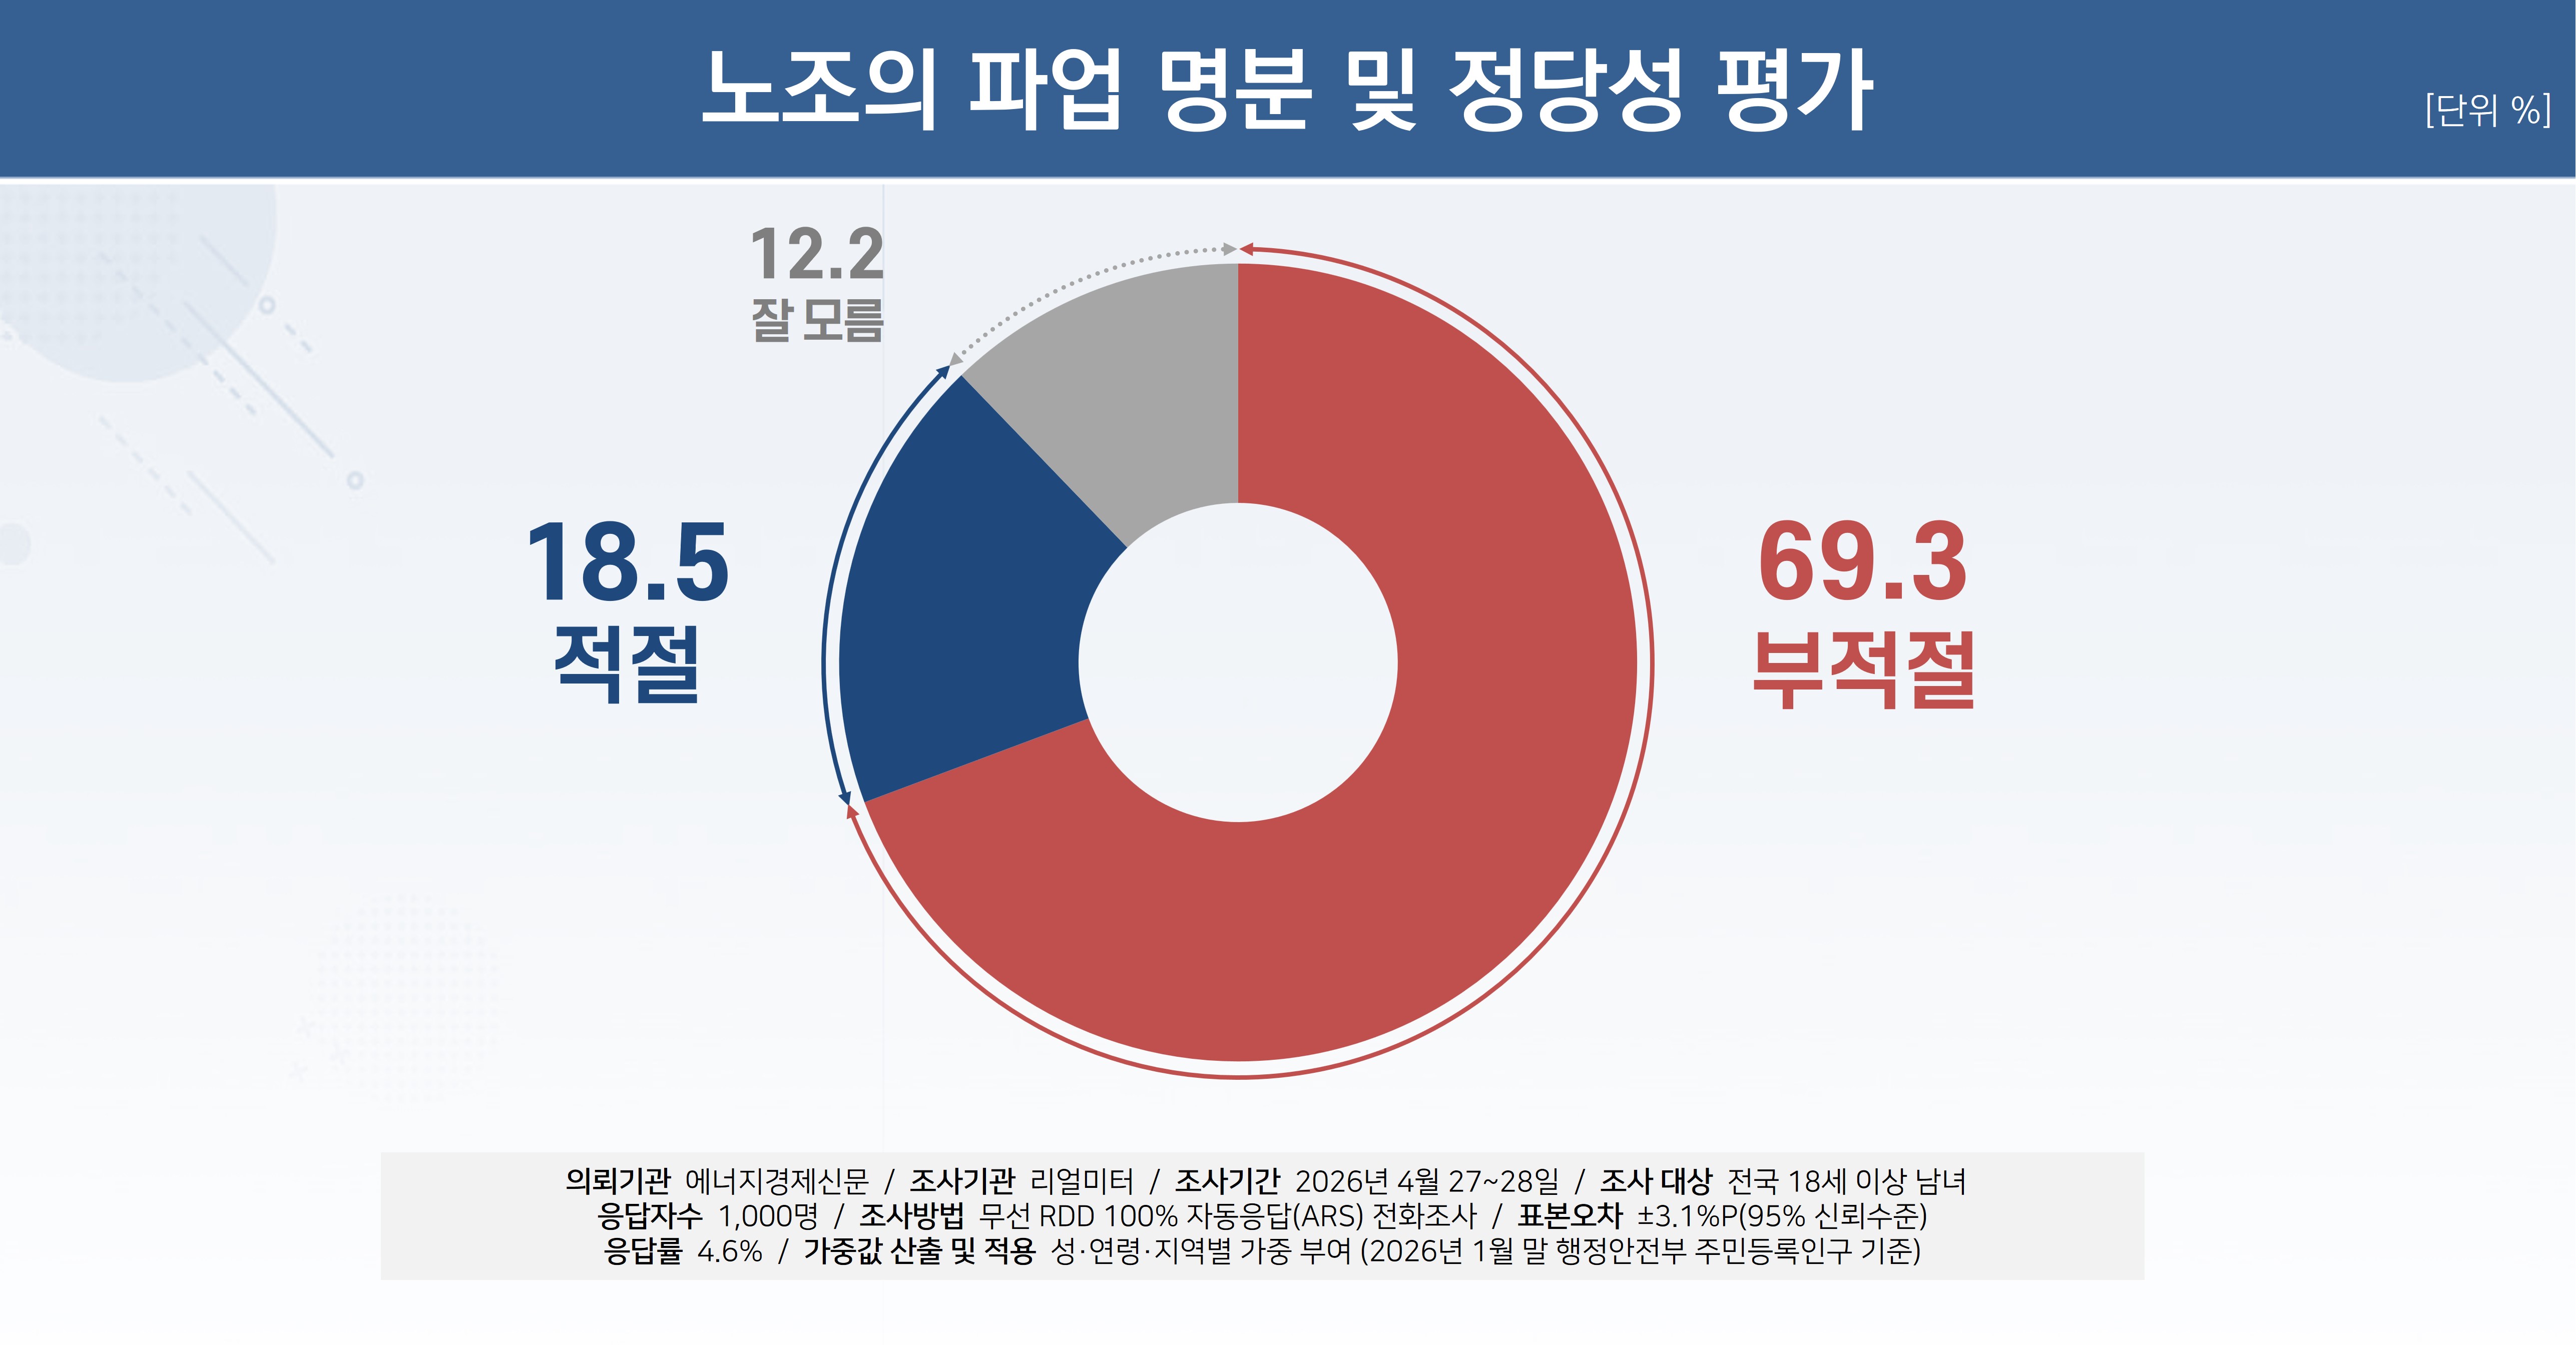 노조의 파업 명분 및 정당성 평가
[단위 %]
12.2
잘 모름
18.5
적절
69.3
부적절
의뢰기관 에너지경제신문 / 조사기관 리얼미터 / 조사기간 2026년 4월 27~28일 / 조사 대상 전국 18세 이상 남녀
응답자수 1,000명 / 조사방법 무선 RDD 100% 자동응답(ARS) 전화조사 / 표본오차 ±3.1%P(95% 신뢰수준)
응답률 4.6% / 가중값 산출 및 적용 성·연령·지역별 가중 부여 (2026년 1월 말 행정안전부 주민등록인구 기준)